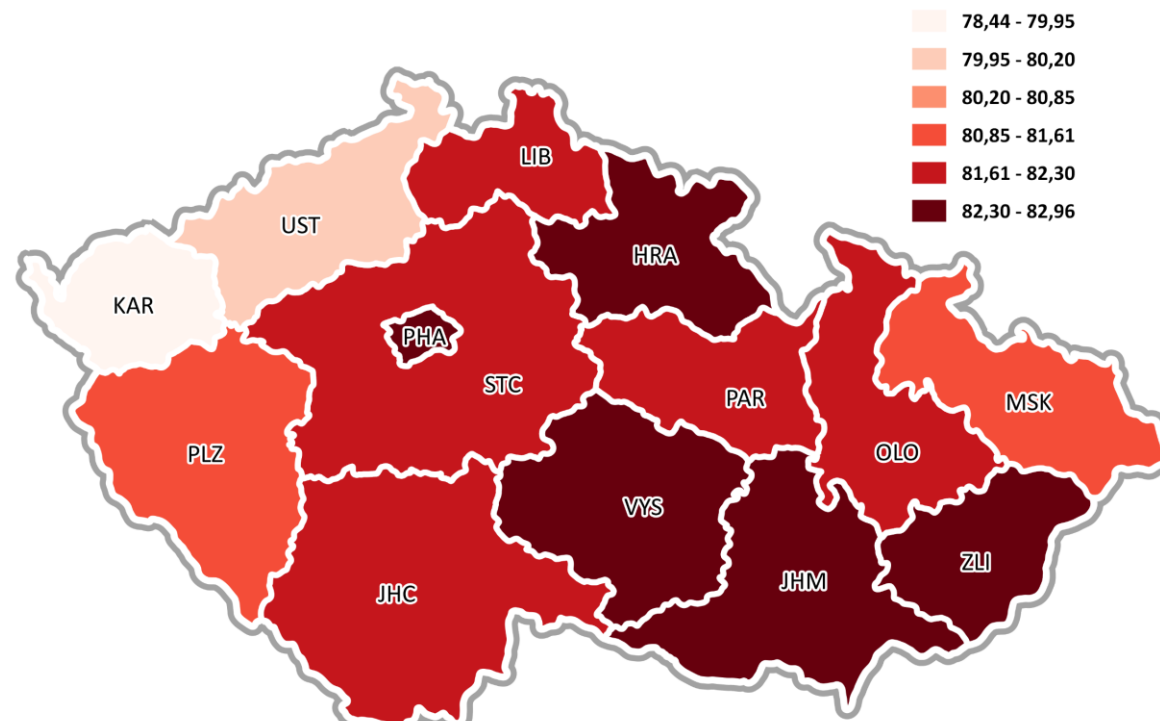 78,44 - 79,95
79,95 - 80,20
80,20 - 80,85
80,85 - 81,61
81,61 - 82,30
82,30 - 82,96
LIB
UST
HRA
KAR
PHA
STC
PAR
MSK
PLZ
OLO
VYS
ZLI
JHC
JHM